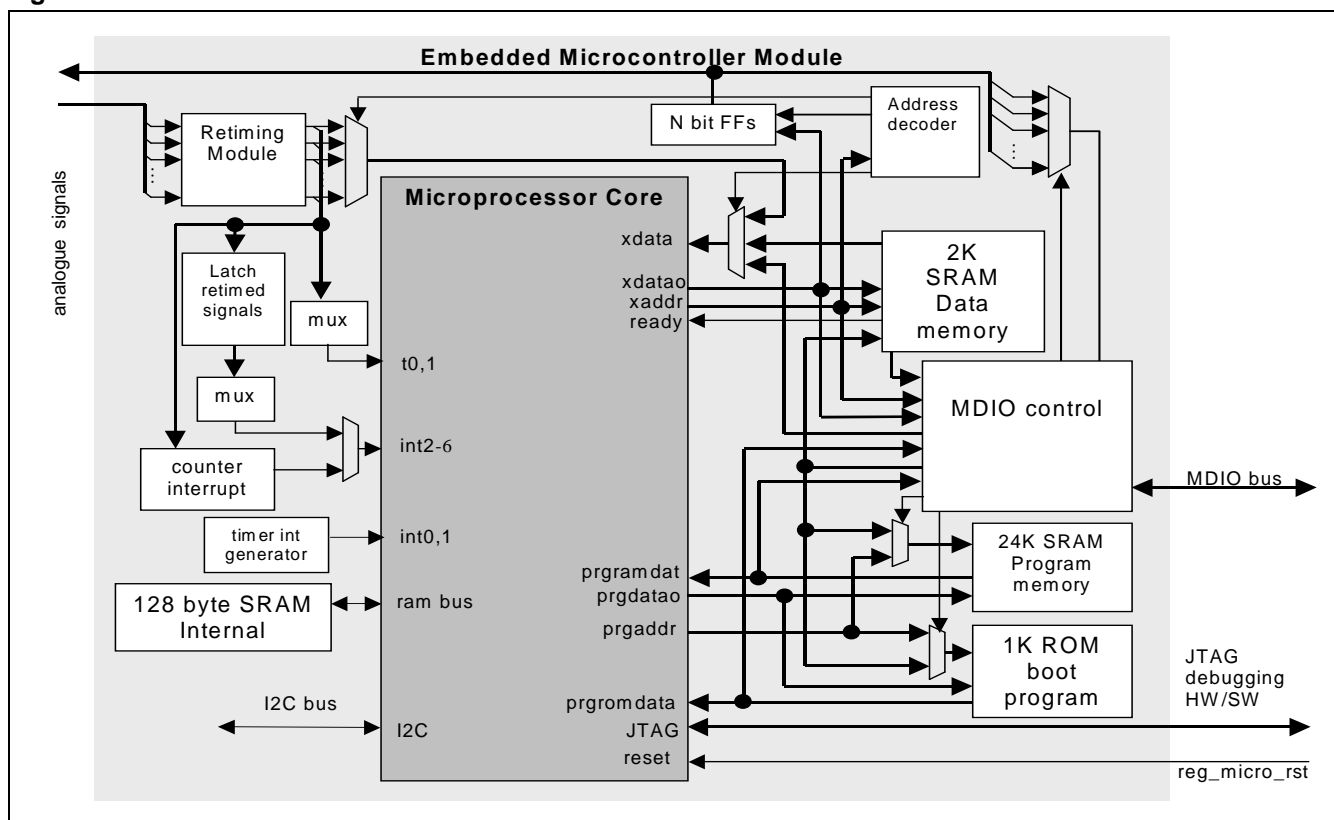 Embedded Microcontroller Module
analogue signals
Retiming
Module
N bit FFs
Address
decoder
Microprocessor Core
Latch
retimed
signals
mux
mux
counter
interrupt
timer int
generator
128 byte SRAM
Internal
I2C bus
xdata
xdatao
xaddr
ready
t0,1
int2-6
int0,1
prgramdat
prgdatao
ram bus
prgaddr
prgromdata
I2C
JTAG
reset
2K
SRAM
Data
memory
MDIO control
MDIO bus
24K SRAM
Program
memory
1K ROM
boot
program
JTAG
debugging
HW/SW
reg_micro_rst